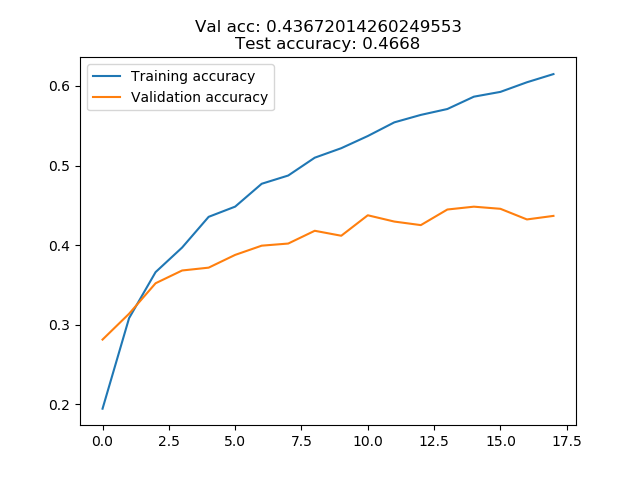 Val acc: 0.43672014260249553
Test accuracy: 0.4668
Training accuracy
Validation accuracy
0.6
0.5
0.4
0.3
0.2
0.0 2.5 5.0 7.5 10.0 12.5 15.0 17.5